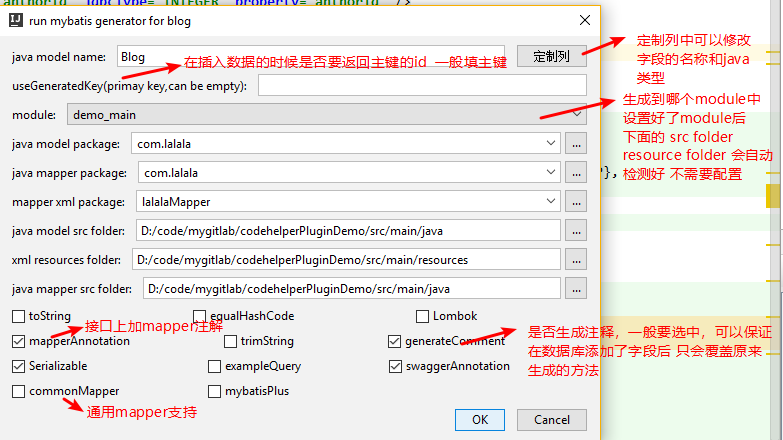 authorId" jdbcType="INTEGER" property="authorId" />
run mybatis generator for blog
java model name: Blog 定制列
在插入数据的时候是否要返回主键的id 一般填主键
定制列中可以修改
字段的名称和java
类型
useGeneratedKey(primay key,can be empty):
module: demo_main
生成到哪个module中
设置好了module后
下面的 src folder
resource folder 会自动
检测好 不需要配置
"},
java model package: com.lalala ...
java mapper package: com.lalala ...
mapper xml package: lalalaMapper ...
java model src folder: D:/code/mygitlab/codehelperPluginDemo/src/main/java ...
xml resources folder: D:/code/mygitlab/codehelperPluginDemo/src/main/resources ...
java mapper src folder: D:/code/mygitlab/codehelperPluginDemo/src/main/java ...
toString equalHashCode Lombok
接口上加mapper注解
mapperAnnotation trimString generateComment
是否生成注释，一般要选中，可以保证
在数据库添加了字段后 只会覆盖原来
生成的方法
Serializable exampleQuery swaggerAnnotation
commonMapper mybatisPlus
通用mapper支持
OK Cancel